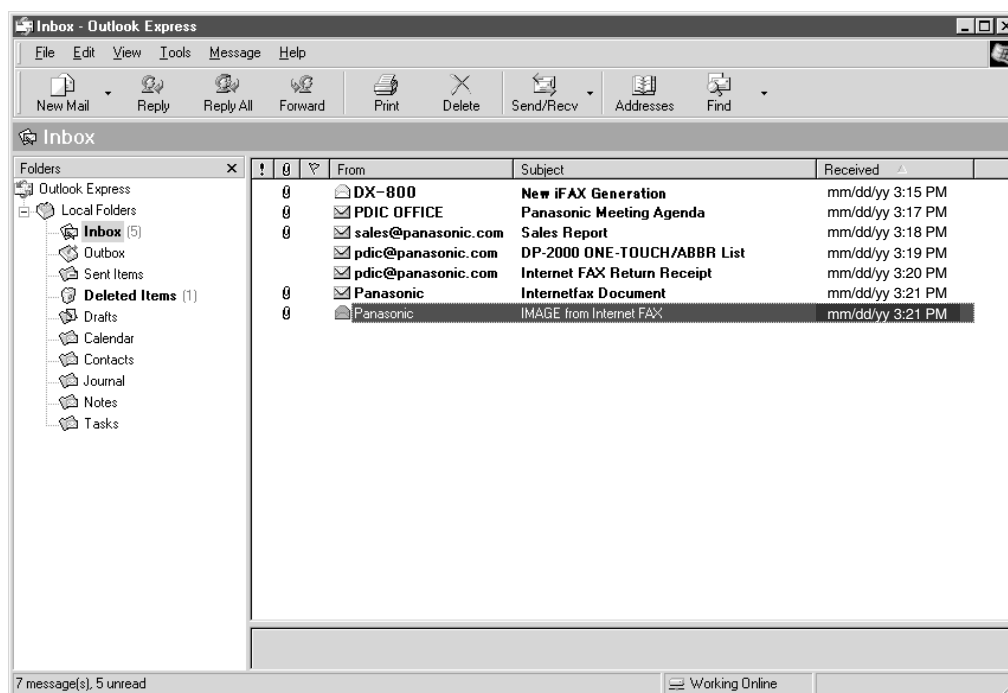 Inbox - Outlook Express
File Edit View Tools Message Help
New Mail Reply Reply All Forward Print Delete Send/Recv Addresses Find
Inbox
Folders
Outlook Express
Local Folders
Inbox (5)
Outbox
Sent Items
Deleted Items (1)
Drafts
Calendar
Contacts
Journal
Notes
Tasks
! From Subject Received
DX-800 New iFAX Generation mm/dd/yy 3:15 PM
PDIC OFFICE Panasonic Meeting Agenda mm/dd/yy 3:17 PM
sales@panasonic.com Sales Report mm/dd/yy 3:18 PM
pdic@panasonic.com DP-2000 ONE-TOUCH/ABBR List mm/dd/yy 3:19 PM
pdic@panasonic.com Internet FAX Return Receipt mm/dd/yy 3:20 PM
Panasonic Internetfax Document mm/dd/yy 3:21 PM
Panasonic IMAGE from Internet FAX mm/dd/yy 3:21 PM
7 message(s), 5 unread Working Online